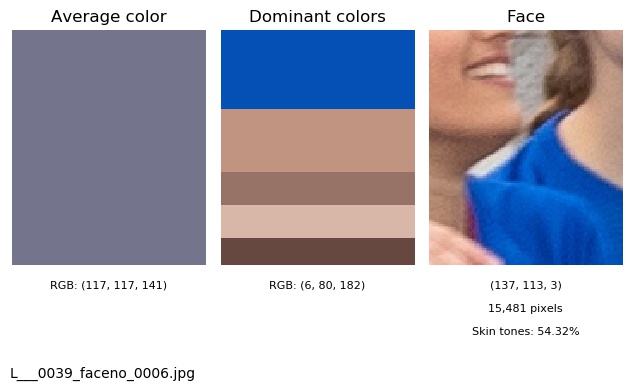 Average color
Dominant colors
Face
RGB: (117, 117, 141)
RGB: (6, 80, 182)
(137, 113, 3)
15,481 pixels
Skin tones: 54.32%
L___0039_faceno_0006.jpg